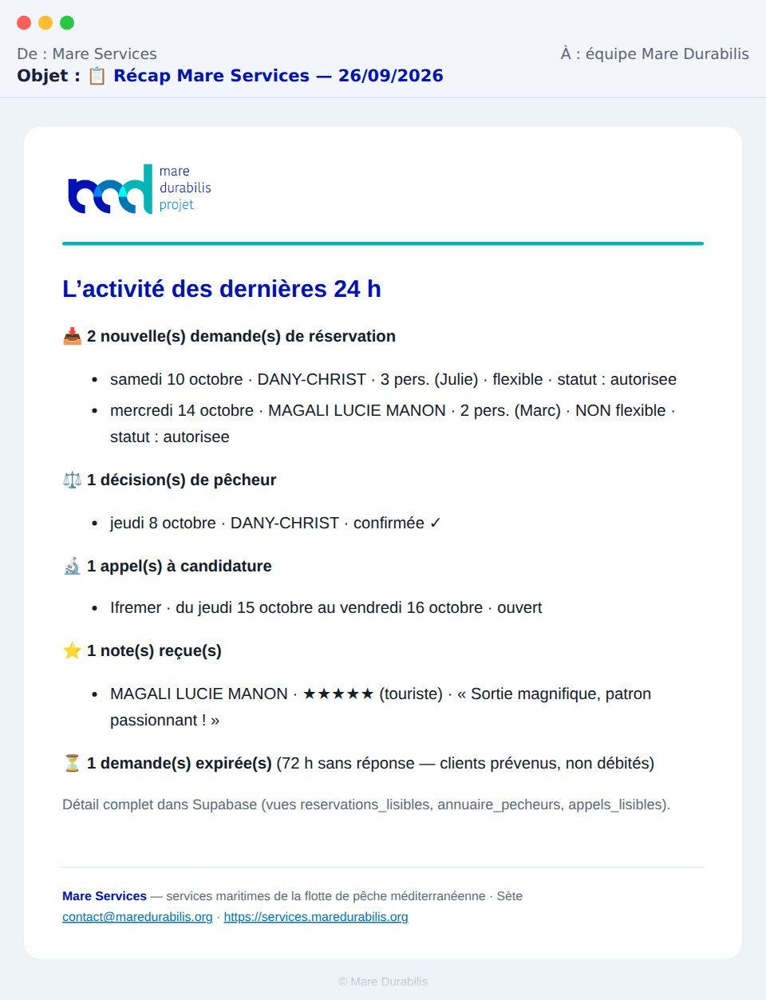 De : Mare Services
À : équipe Mare Durabilis
Objet : 📋 Récap Mare Services — 26/09/2026
mare
durabilis
projet
L’activité des dernières 24 h
📥 2 nouvelle(s) demande(s) de réservation
• samedi 10 octobre · DANY-CHRIST · 3 pers. (Julie) · flexible · statut : autorisee
• mercredi 14 octobre · MAGALI LUCIE MANON · 2 pers. (Marc) · NON flexible ·
statut : autorisee
⚖️ 1 décision(s) de pêcheur
• jeudi 8 octobre · DANY-CHRIST · confirmée ✓
🔬 1 appel(s) à candidature
• Ifremer · du jeudi 15 octobre au vendredi 16 octobre · ouvert
⭐ 1 note(s) reçue(s)
• MAGALI LUCIE MANON · ★★★★★ (touriste) · « Sortie magnifique, patron
passionnant ! »
⏳ 1 demande(s) expirée(s) (72 h sans réponse — clients prévenus, non débités)
Détail complet dans Supabase (vues reservations_lisibles, annuaire_pecheurs, appels_lisibles).
Mare Services — services maritimes de la flotte de pêche méditerranéenne · Sète
contact@maredurabilis.org · https://services.maredurabilis.org
© Mare Durabilis